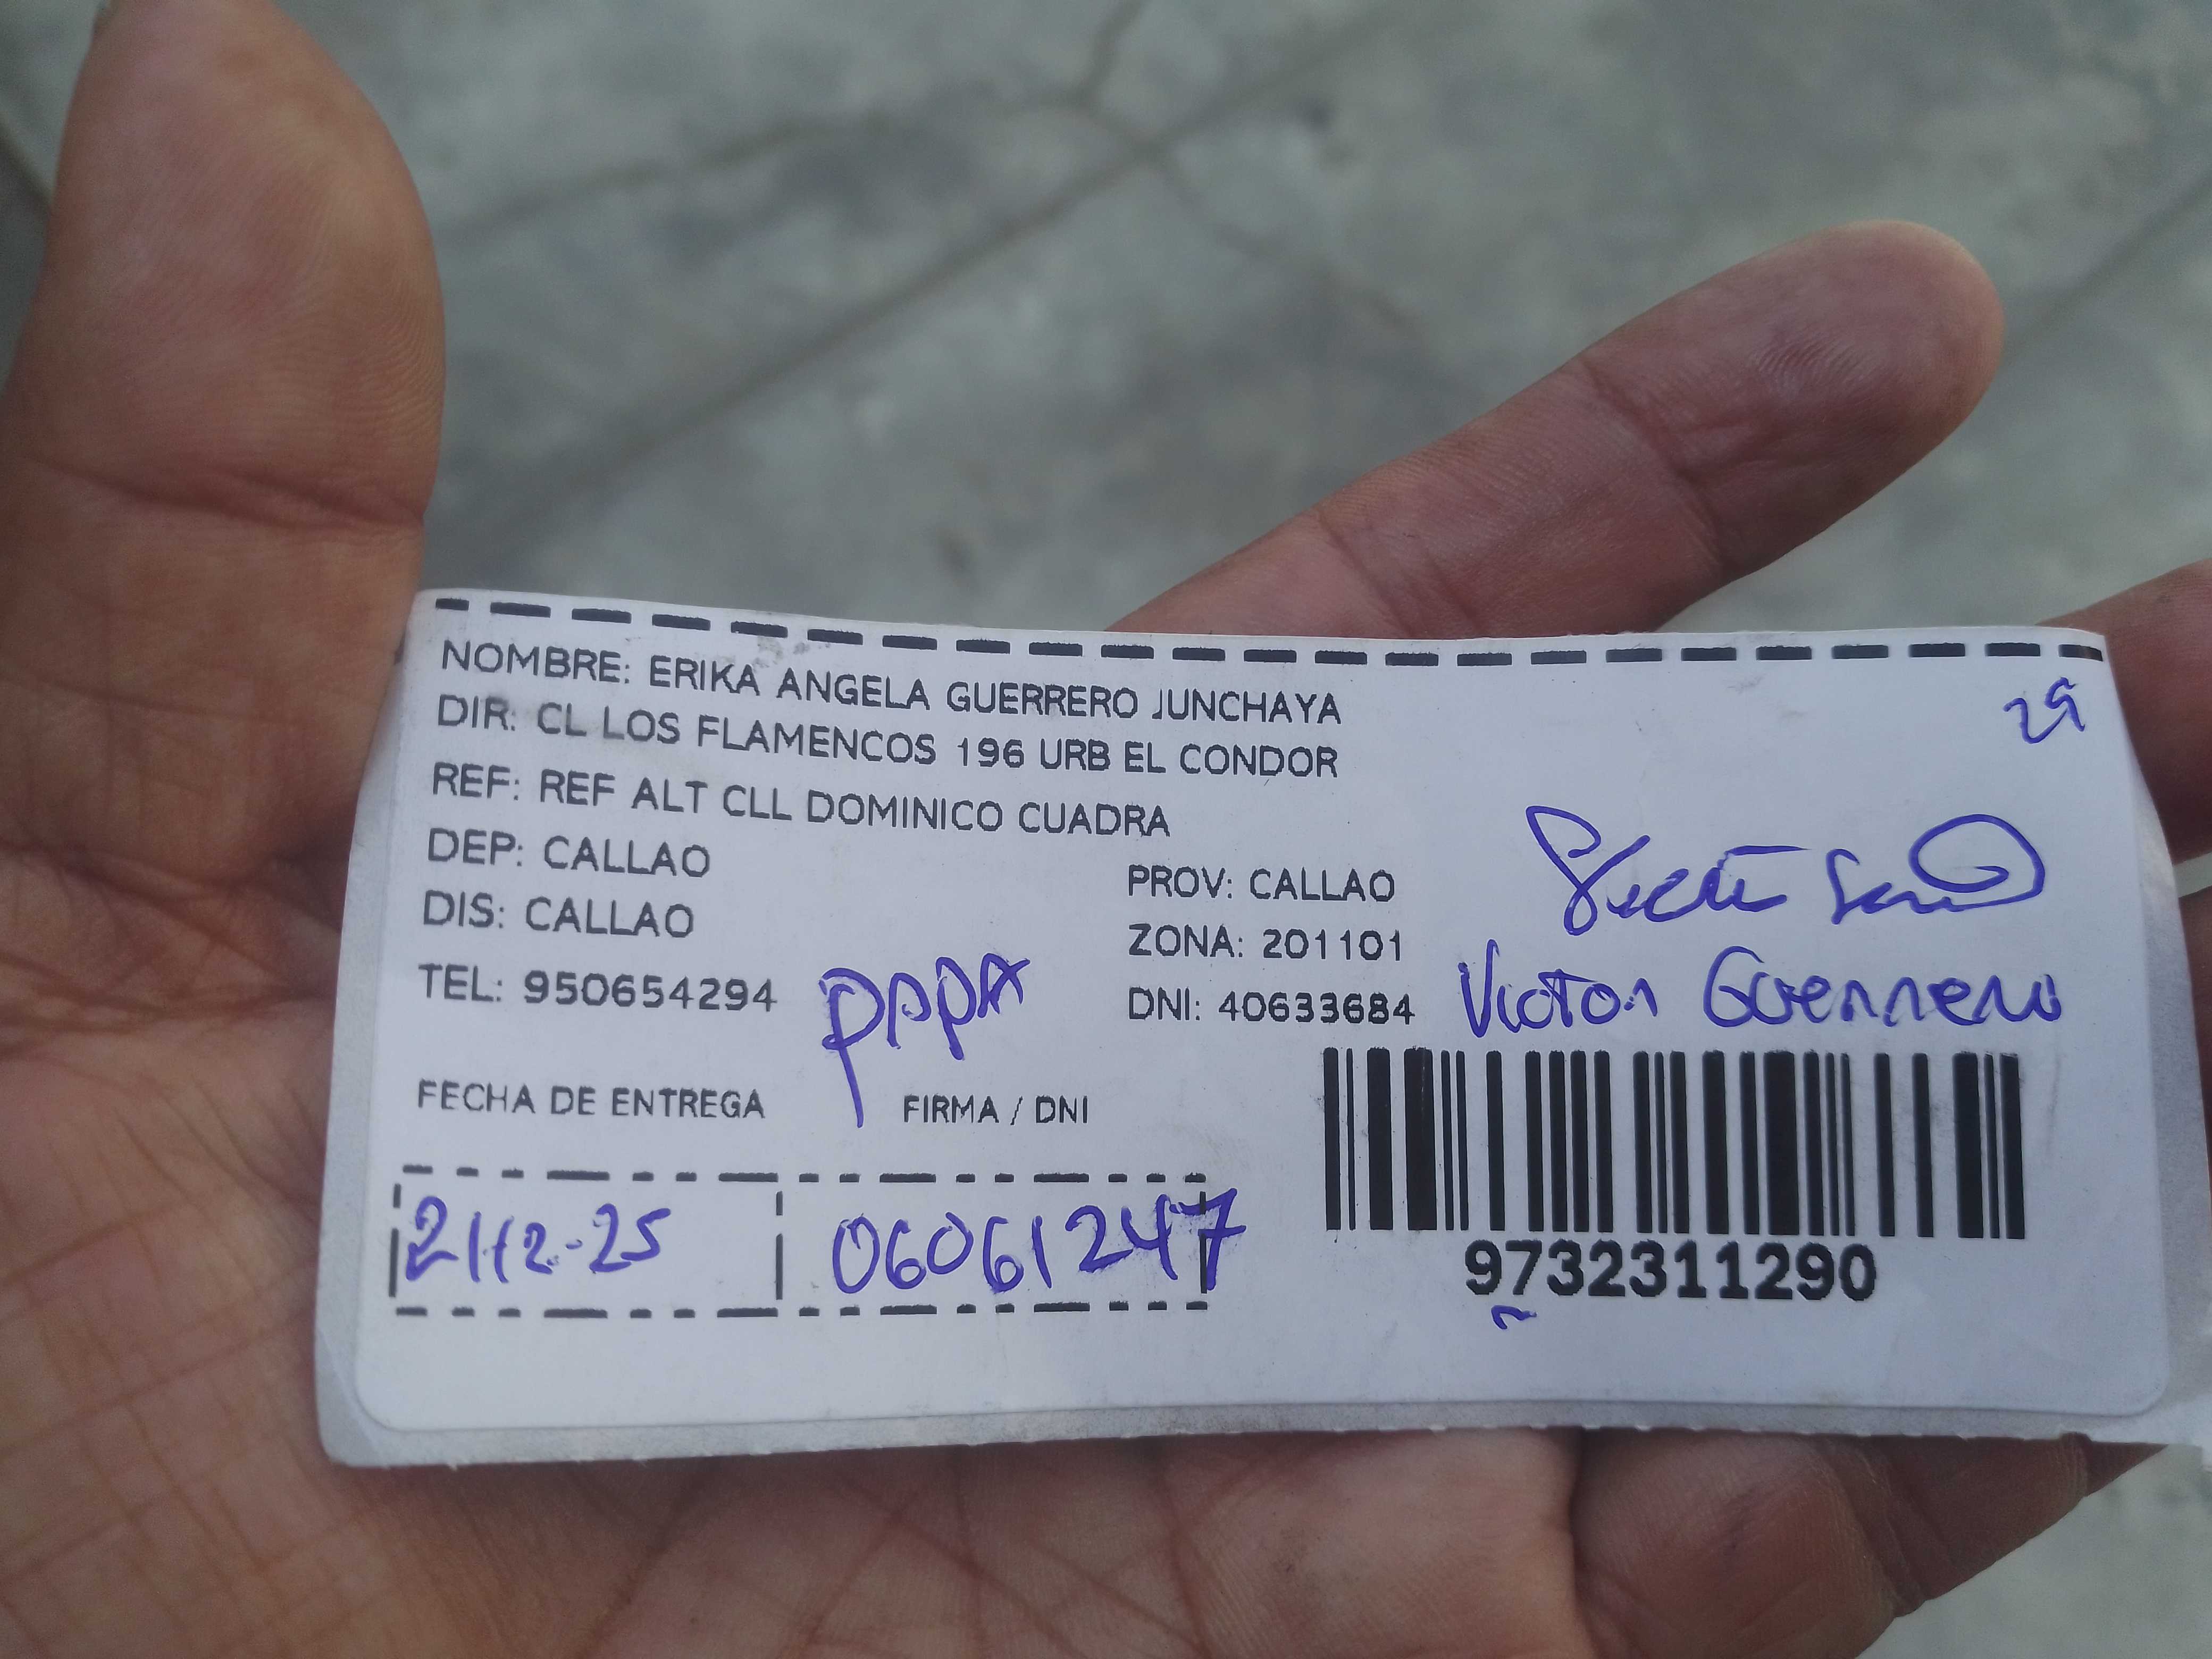 NOMBRE: ERIKA ANGELA GUERRERO JUNCHAYA
29
DIR: CL LOS FLAMENCOS 196 URB EL CONDOR
REF: REF ALT CLL DOMINICO CUADRA
DEP: CALLAO
PROV: CALLAO
DIS: CALLAO
ZONA: 201101
TEL: 950654294
PAPA
DNI: 40633684
Victor Guerrero
FECHA DE ENTREGA
FIRMA / DNI
21-12-25
06061247
9732311290